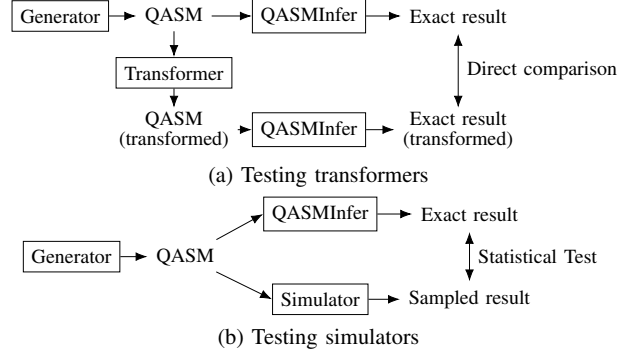 Generator QASM QASMInfer Exact result
Transformer Direct comparison
QASM QASMInfer Exact result
(transformed) (transformed)
(a) Testing transformers
QASMInfer Exact result
Generator QASM Statistical Test
Simulator Sampled result
(b) Testing simulators